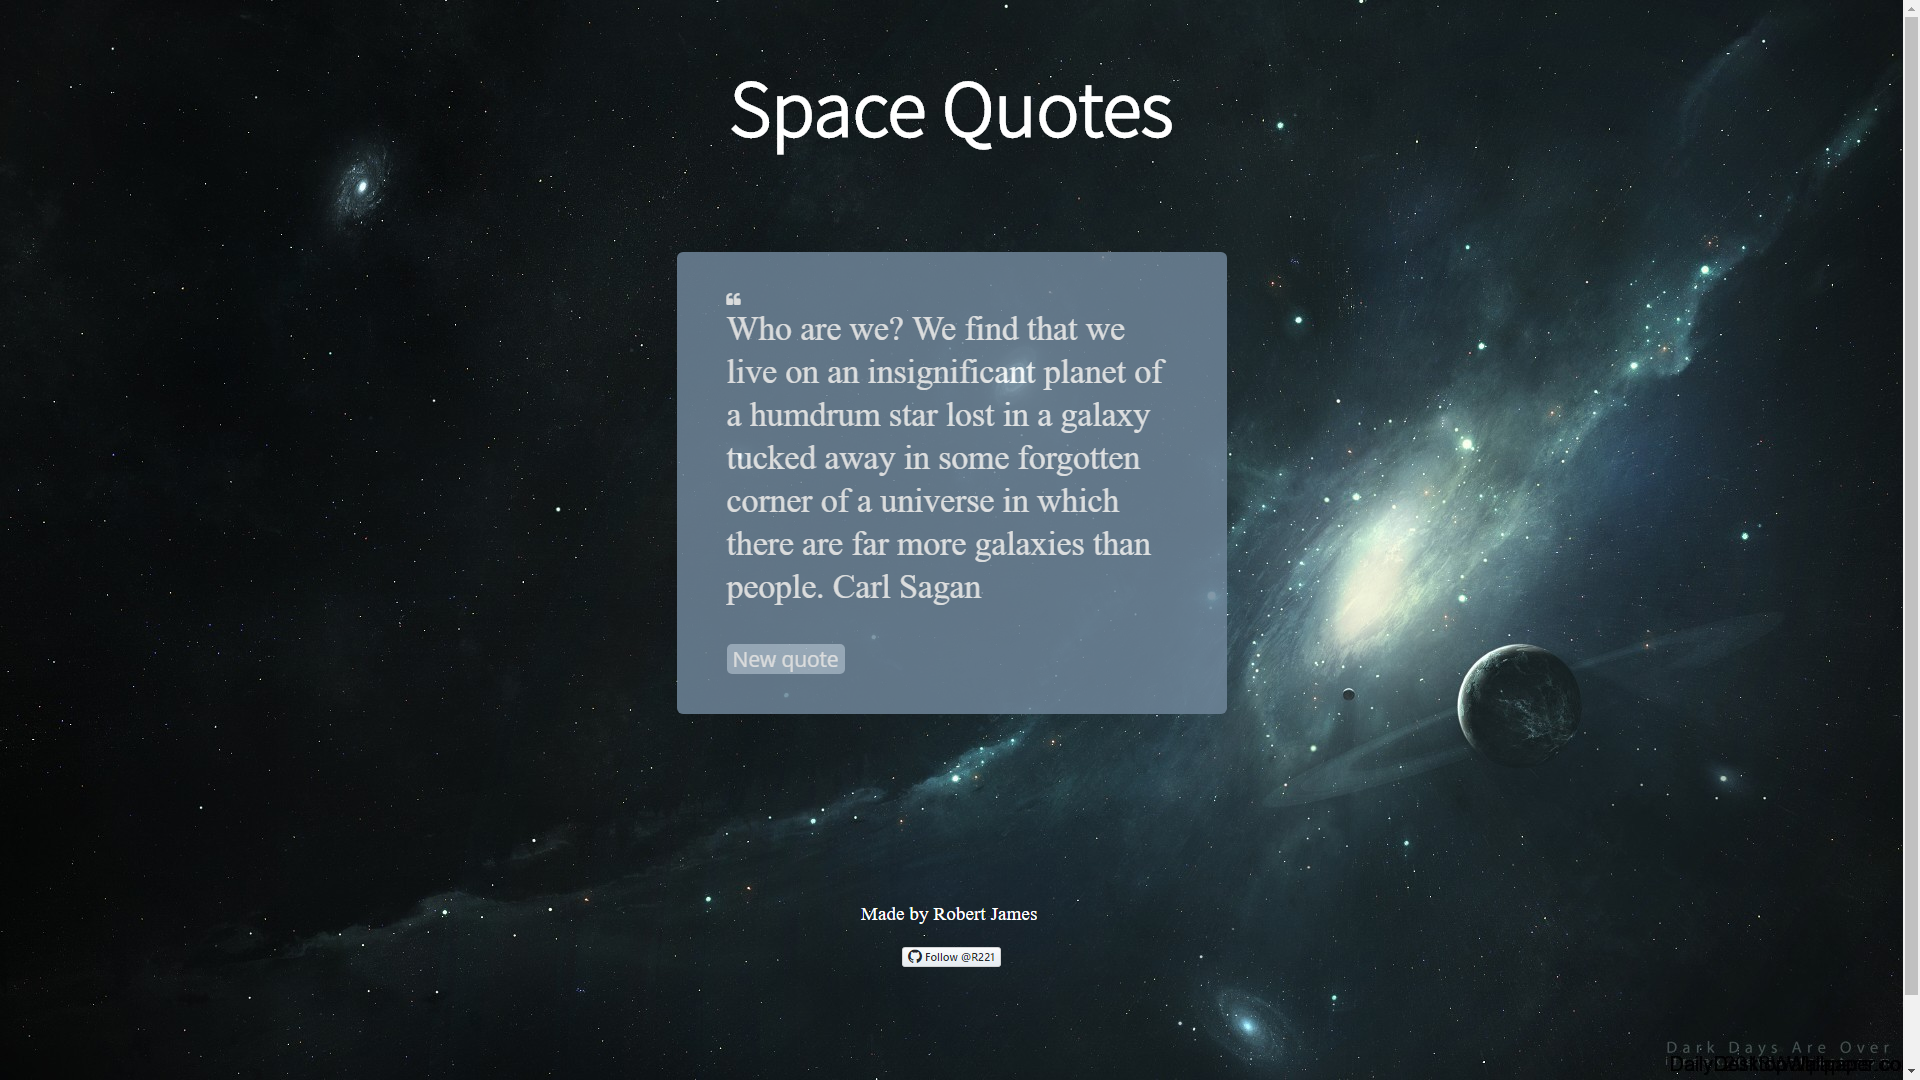 Space Quotes
Who are we? We find that we
live on an insignificant planet of
a humdrum star lost in a galaxy
tucked away in some forgotten
corner of a universe in which
there are far more galaxies than
people. Carl Sagan
New quote
Made by Robert James
Follow @R221
Dark Days Are Over